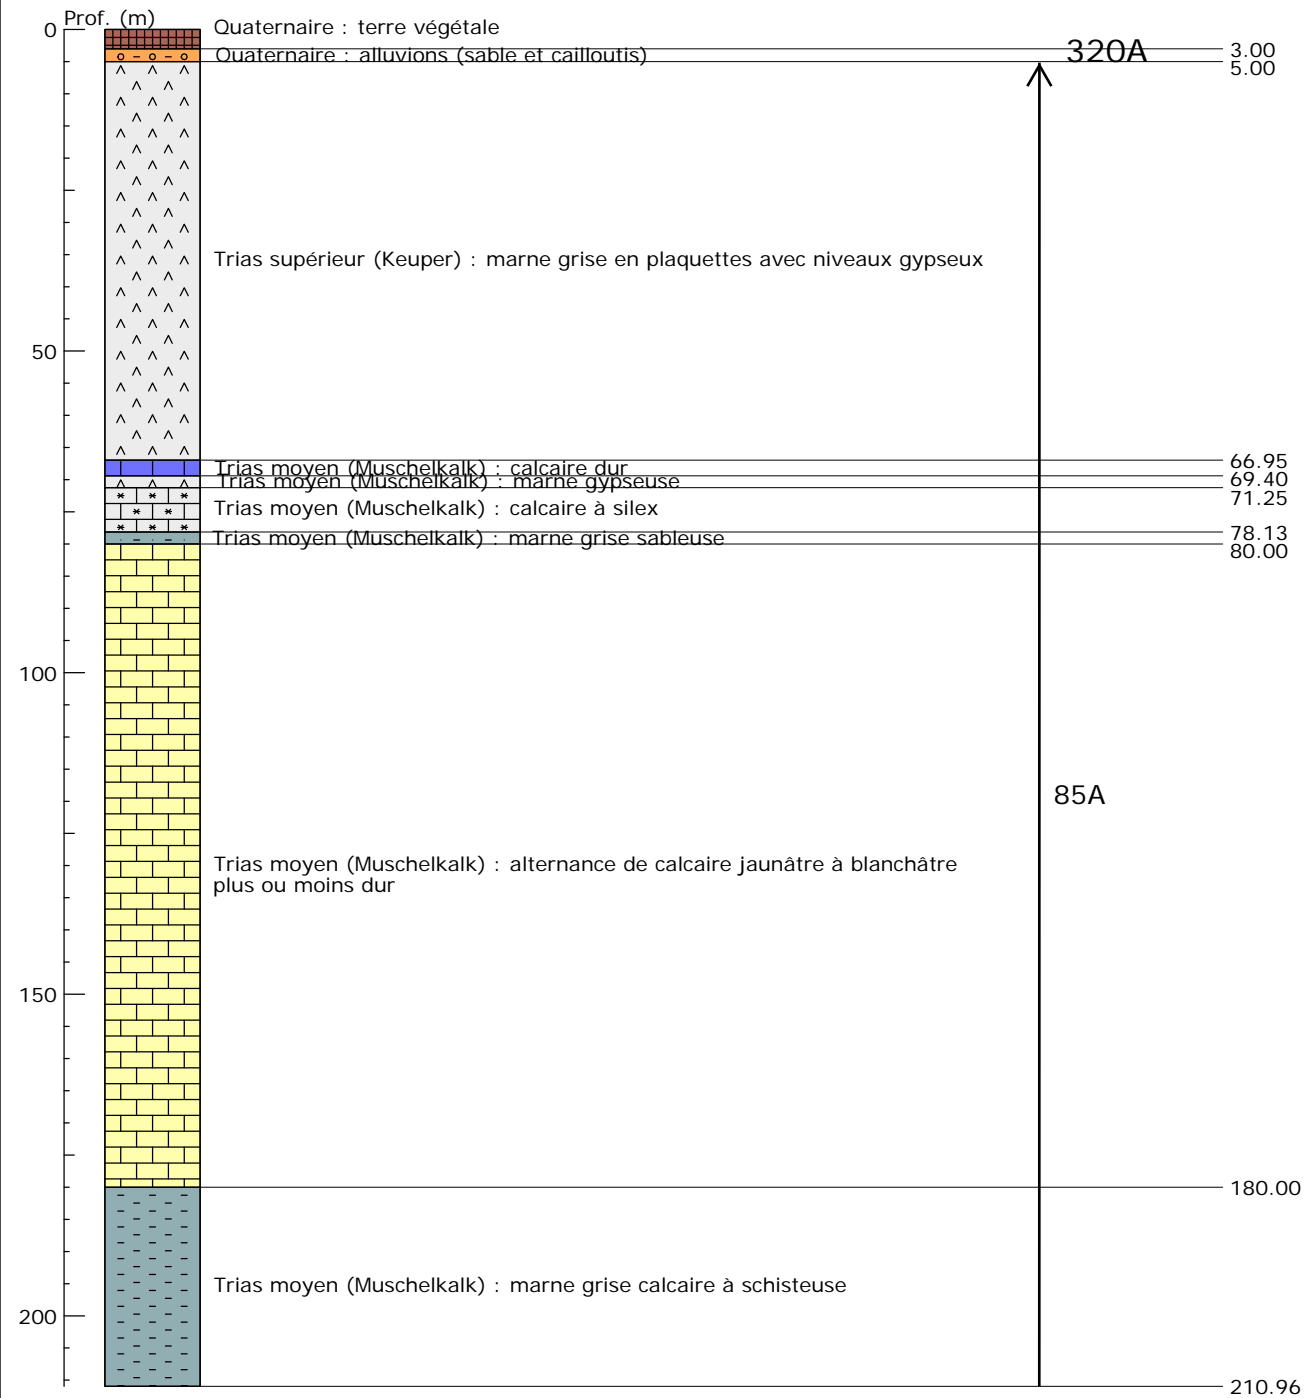 Prof. (m)
0
Quaternaire : terre végétale
3.00
Quaternaire : alluvions (sable et cailloutis)
320A
5.00
Trias supérieur (Keuper) : marne grise en plaquettes avec niveaux gypseux
50
Trias moyen (Muschelkalk) : calcaire dur
66.95
Trias moyen (Muschelkalk) : marne gypseuse
69.40
71.25
Trias moyen (Muschelkalk) : calcaire à silex
78.13
Trias moyen (Muschelkalk) : marne grise sableuse
80.00
100
85A
Trias moyen (Muschelkalk) : alternance de calcaire jaunâtre à blanchâtre
plus ou moins dur
150
180.00
Trias moyen (Muschelkalk) : marne grise calcaire à schisteuse
200
210.96